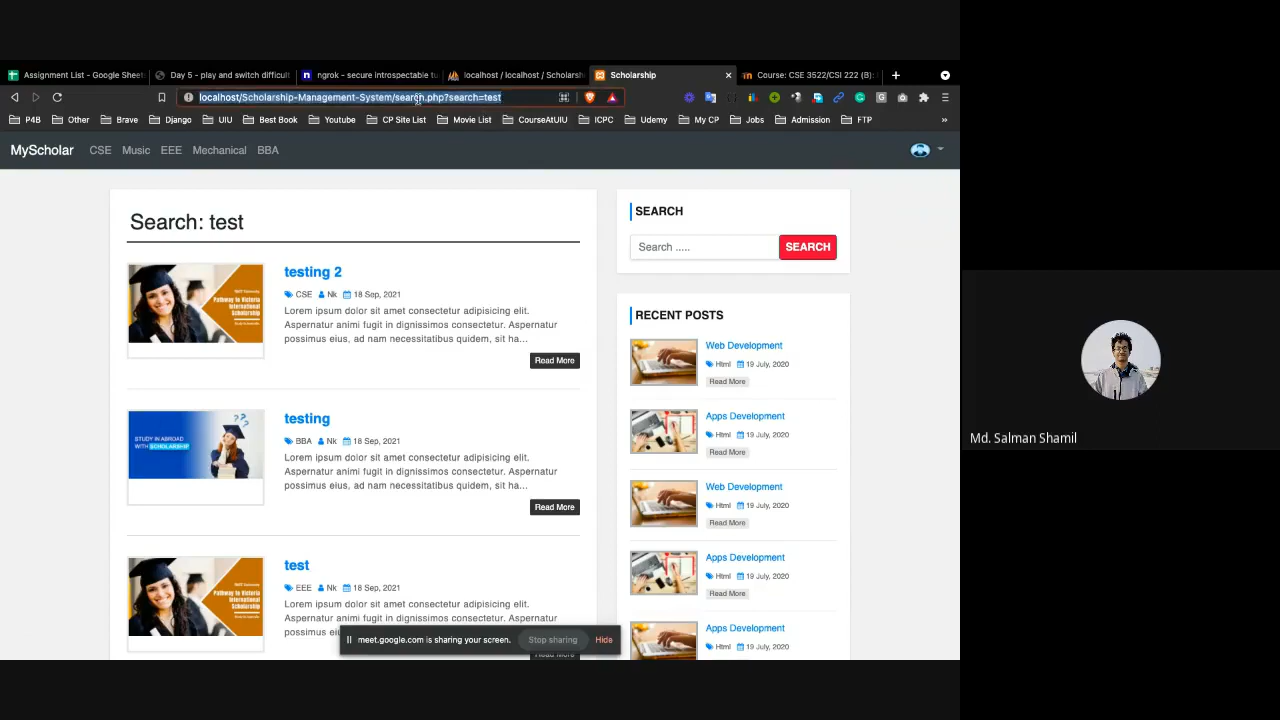 Assignment List - Google Sheet
Day 5 - play and switch difficult
ngrok - secure introspectable tu
localhost / localhost / Scholarsh
Scholarship
Course: CSE 3522/CSI 222 (B):
localhost/Scholarship-Management-System/search.php?search=test
P4B
Other
Brave
Django
UIU
Best Book
Youtube
CP Site List
Movie List
CourseAtUIU
ICPC
Udemy
My CP
Jobs
Admission
FTP
MyScholar
CSE
Music
EEE
Mechanical
BBA
Search: test
testing 2
CSE Nk 18 Sep, 2021
Lorem ipsum dolor sit amet consectetur adipisicing elit.
Aspernatur animi fugit in dignissimos consectetur. Aspernatur
possimus eius, ad nam necessitatibus quidem, sit ha...
Read More
STUDY IN ABROAD
WITH SCHOLARSHIP
testing
BBA Nk 18 Sep, 2021
Lorem ipsum dolor sit amet consectetur adipisicing elit.
Aspernatur animi fugit in dignissimos consectetur. Aspernatur
possimus eius, ad nam necessitatibus quidem, sit ha...
Read More
test
EEE Nk 18 Sep, 2021
Lorem ipsum dolor sit amet consectetur adipisicing elit.
Aspernatur animi fugit in dignissimos consectetur. Aspernatur
possimus eius
SEARCH
Search .....
SEARCH
RECENT POSTS
Web Development
Html 19 July, 2020
Read More
Apps Development
Html 19 July, 2020
Read More
Web Development
Html 19 July, 2020
Read More
Apps Development
Html 19 July, 2020
Read More
Apps Development
Html 19 July, 2020
meet.google.com is sharing your screen.
Stop sharing
Hide
Md. Salman Shamil